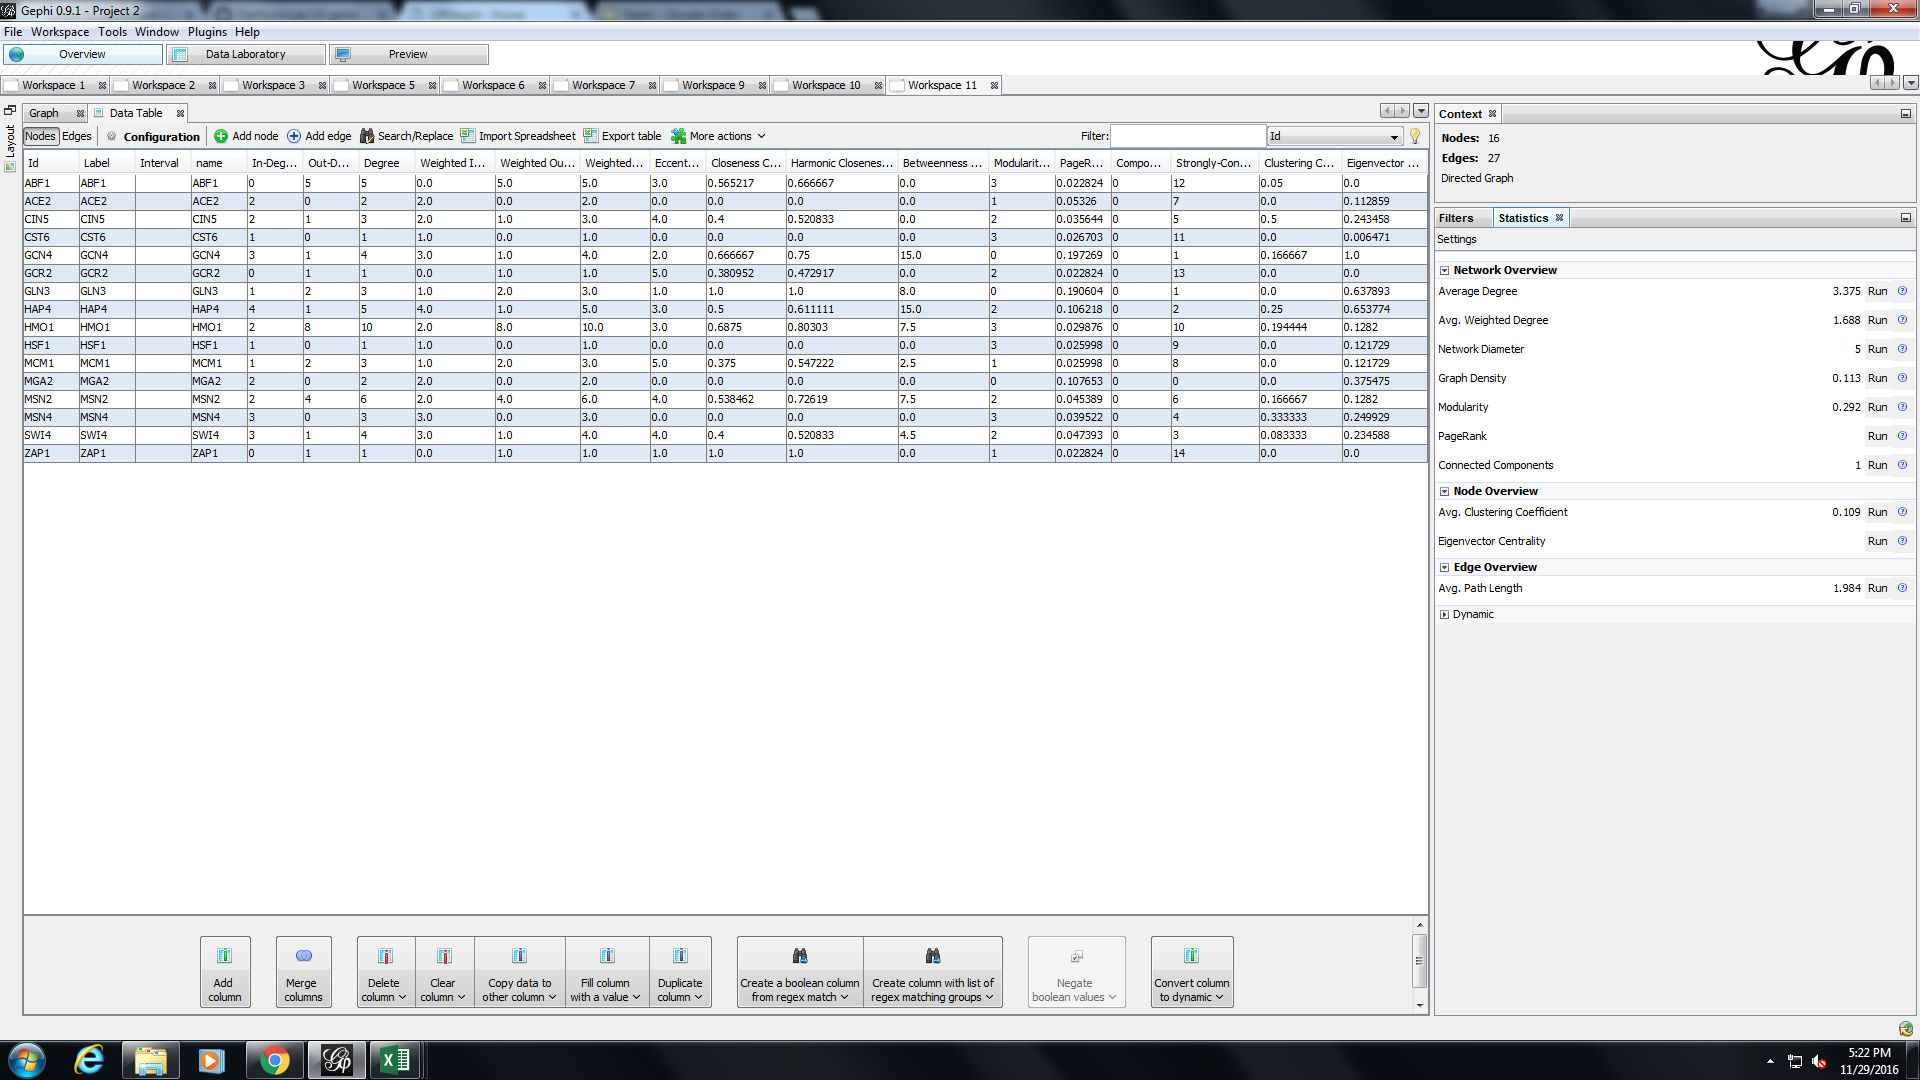 Gephi 0.9.1 - Project 2
File Workspace Tools Window Plugins Help
Overview Data Laboratory Preview
Workspace 1 Workspace 2 Workspace 3 Workspace 5 Workspace 6 Workspace 7 Workspace 9 Workspace 10 Workspace 11
Layout
Graph Data Table
Nodes Edges Configuration Add node Add edge Search/Replace Import Spreadsheet Export table More actions Filter: Id
Id Label Interval name In-Deg... Out-D... Degree Weighted I... Weighted Ou... Weighted... Eccent... Closeness C... Harmonic Closenes... Betweenness ... Modularit... PageR... Compo... Strongly-Con... Clustering C... Eigenvector ...
ABF1 ABF1 ABF1 0 5 5 0.0 5.0 5.0 3.0 0.565217 0.666667 0.0 3 0.022824 0 12 0.05 0.0
ACE2 ACE2 ACE2 2 0 2 2.0 0.0 2.0 0.0 0.0 0.0 0.0 1 0.05326 0 7 0.0 0.112859
CIN5 CIN5 CIN5 2 1 3 2.0 1.0 3.0 4.0 0.4 0.520833 0.0 2 0.035644 0 5 0.5 0.243458
CST6 CST6 CST6 1 0 1 1.0 0.0 1.0 0.0 0.0 0.0 0.0 3 0.026703 0 11 0.0 0.006471
GCN4 GCN4 GCN4 3 1 4 3.0 1.0 4.0 2.0 0.666667 0.75 15.0 0 0.197269 0 1 0.166667 1.0
GCR2 GCR2 GCR2 0 1 1 0.0 1.0 1.0 5.0 0.380952 0.472917 0.0 2 0.022824 0 13 0.0 0.0
GLN3 GLN3 GLN3 1 2 3 1.0 2.0 3.0 1.0 1.0 1.0 8.0 0 0.190604 0 1 0.0 0.637893
HAP4 HAP4 HAP4 4 1 5 4.0 1.0 5.0 3.0 0.5 0.611111 15.0 2 0.106218 0 2 0.25 0.653774
HMO1 HMO1 HMO1 2 8 10 2.0 8.0 10.0 3.0 0.6875 0.80303 7.5 3 0.029876 0 10 0.194444 0.1282
HSF1 HSF1 HSF1 1 0 1 1.0 0.0 1.0 0.0 0.0 0.0 0.0 3 0.025998 0 9 0.0 0.121729
MCM1 MCM1 MCM1 1 2 3 1.0 2.0 3.0 5.0 0.375 0.547222 2.5 1 0.025998 0 8 0.0 0.121729
MGA2 MGA2 MGA2 2 0 2 2.0 0.0 2.0 0.0 0.0 0.0 0.0 0 0.107653 0 0 0.0 0.375475
MSN2 MSN2 MSN2 2 4 6 2.0 4.0 6.0 4.0 0.538462 0.72619 7.5 2 0.045389 0 6 0.166667 0.1282
MSN4 MSN4 MSN4 3 0 3 3.0 0.0 3.0 0.0 0.0 0.0 0.0 3 0.039522 0 4 0.333333 0.249929
SWI4 SWI4 SWI4 3 1 4 3.0 1.0 4.0 4.0 0.4 0.520833 4.5 2 0.047393 0 3 0.083333 0.234588
ZAP1 ZAP1 ZAP1 0 1 1 0.0 1.0 1.0 1.0 1.0 1.0 0.0 1 0.022824 0 14 0.0 0.0
Add column
Merge columns
Delete column
Clear column
Copy data to other column
Fill column with a value
Duplicate column
Create a boolean column from regex match
Create column with list of regex matching groups
Negate boolean values
Convert column to dynamic
Context
Nodes: 16
Edges: 27
Directed Graph
Filters Statistics
Settings
Network Overview
Average Degree 3.375 Run
Avg. Weighted Degree 1.688 Run
Network Diameter 5 Run
Graph Density 0.113 Run
Modularity 0.292 Run
PageRank Run
Connected Components 1 Run
Node Overview
Avg. Clustering Coefficient 0.109 Run
Eigenvector Centrality Run
Edge Overview
Avg. Path Length 1.984 Run
Dynamic
5:22 PM
11/29/2016